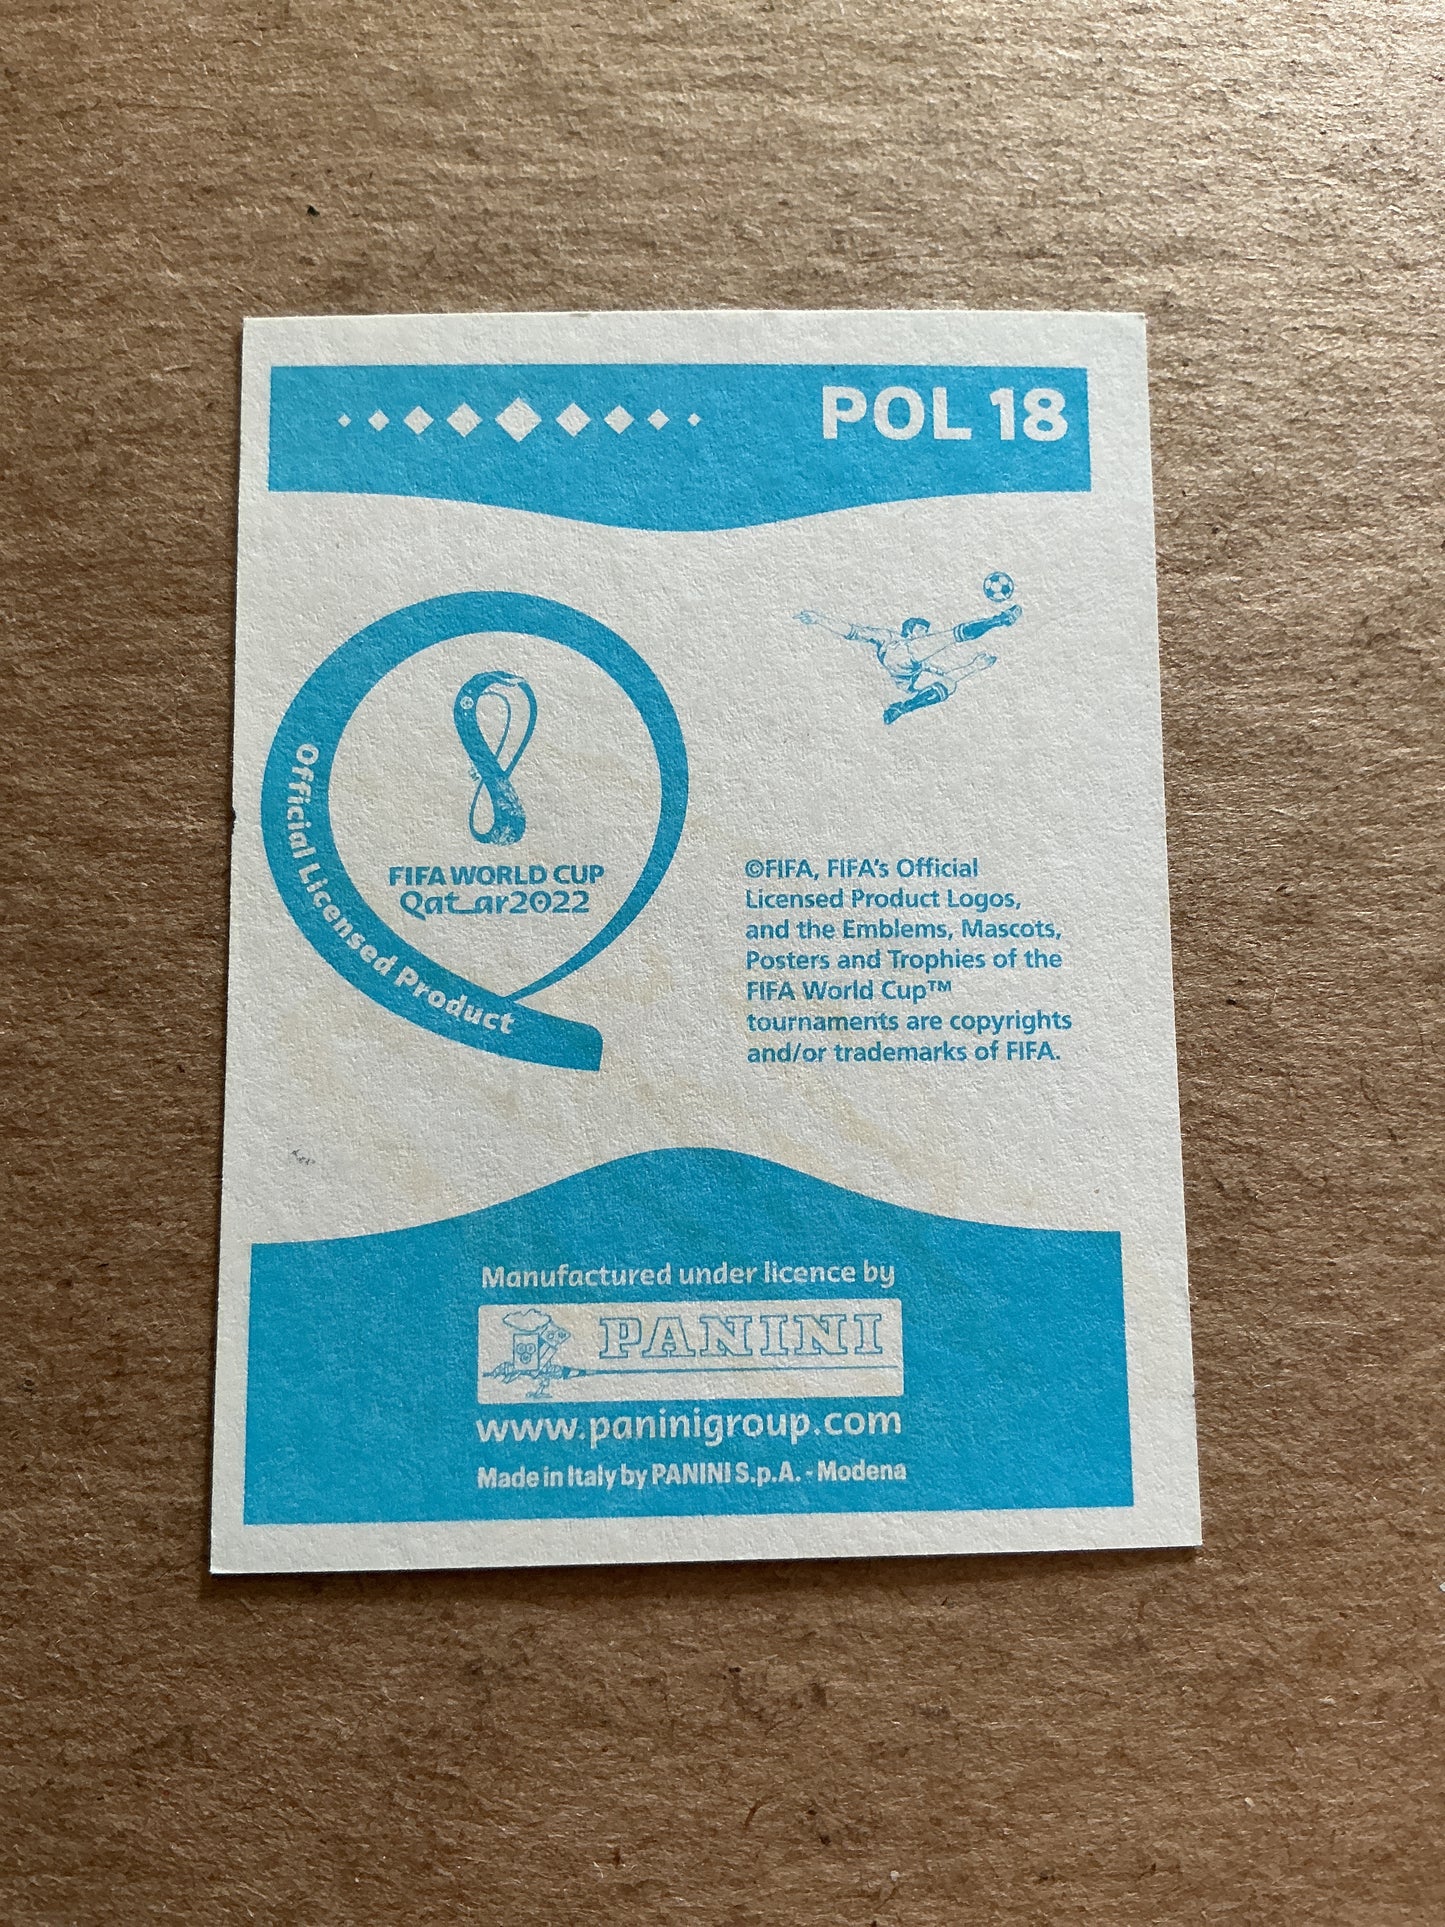 POL 18
Official Licensed Product
FIFA WORLD CUP
Qatar2022
©FIFA, FIFA's Official
Licensed Product Logos,
and the Emblems, Mascots,
Posters and Trophies of the
FIFA World Cup™
tournaments are copyrights
and/or trademarks of FIFA.
Manufactured under licence by
PANINI
www.paninigroup.com
Made in Italy by PANINI S.p.A. - Modena